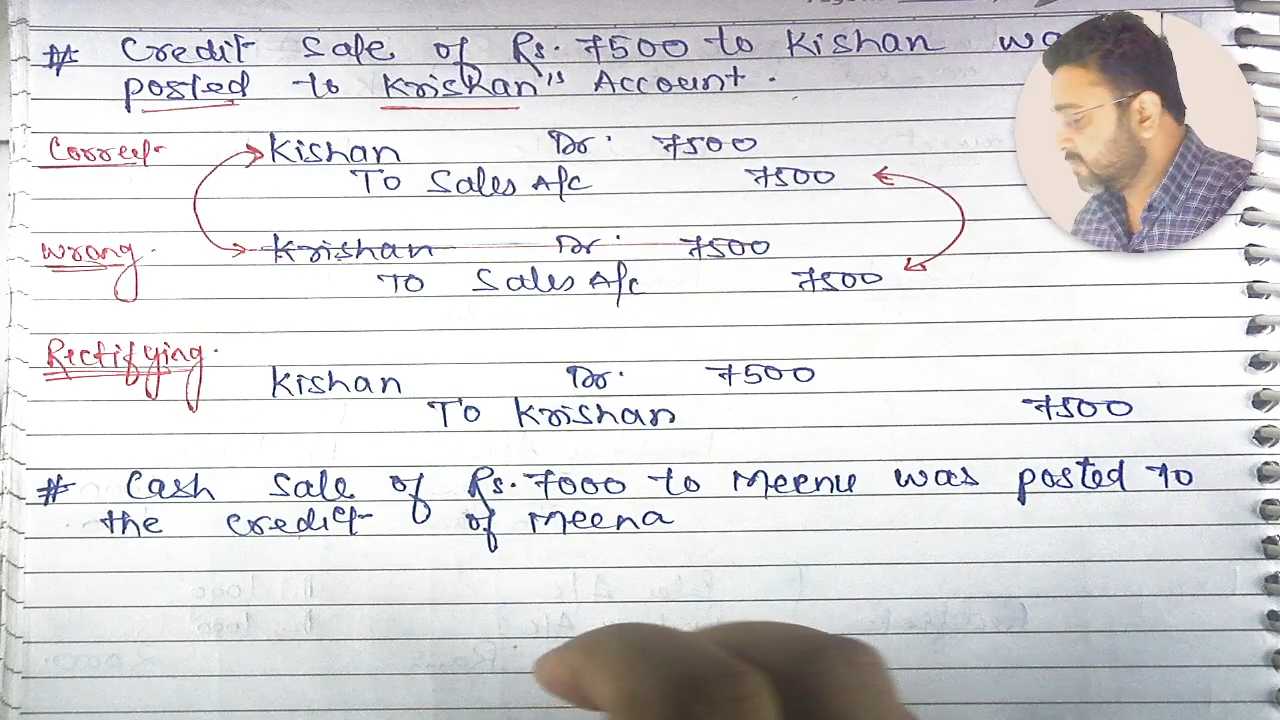 # Credit Sale of Rs. 7500 to Kishan wa
posted to Krishan's Account.
Correct Kishan Dr. 7500
To Sales A/c 7500
Wrong. Krishan Dr. 7500
To Sales A/c 7500
Rectifying. Kishan Dr. 7500
To Krishan 7500
# Cash Sale of Rs. 7000 to Meenu was posted to
the credit of Meena